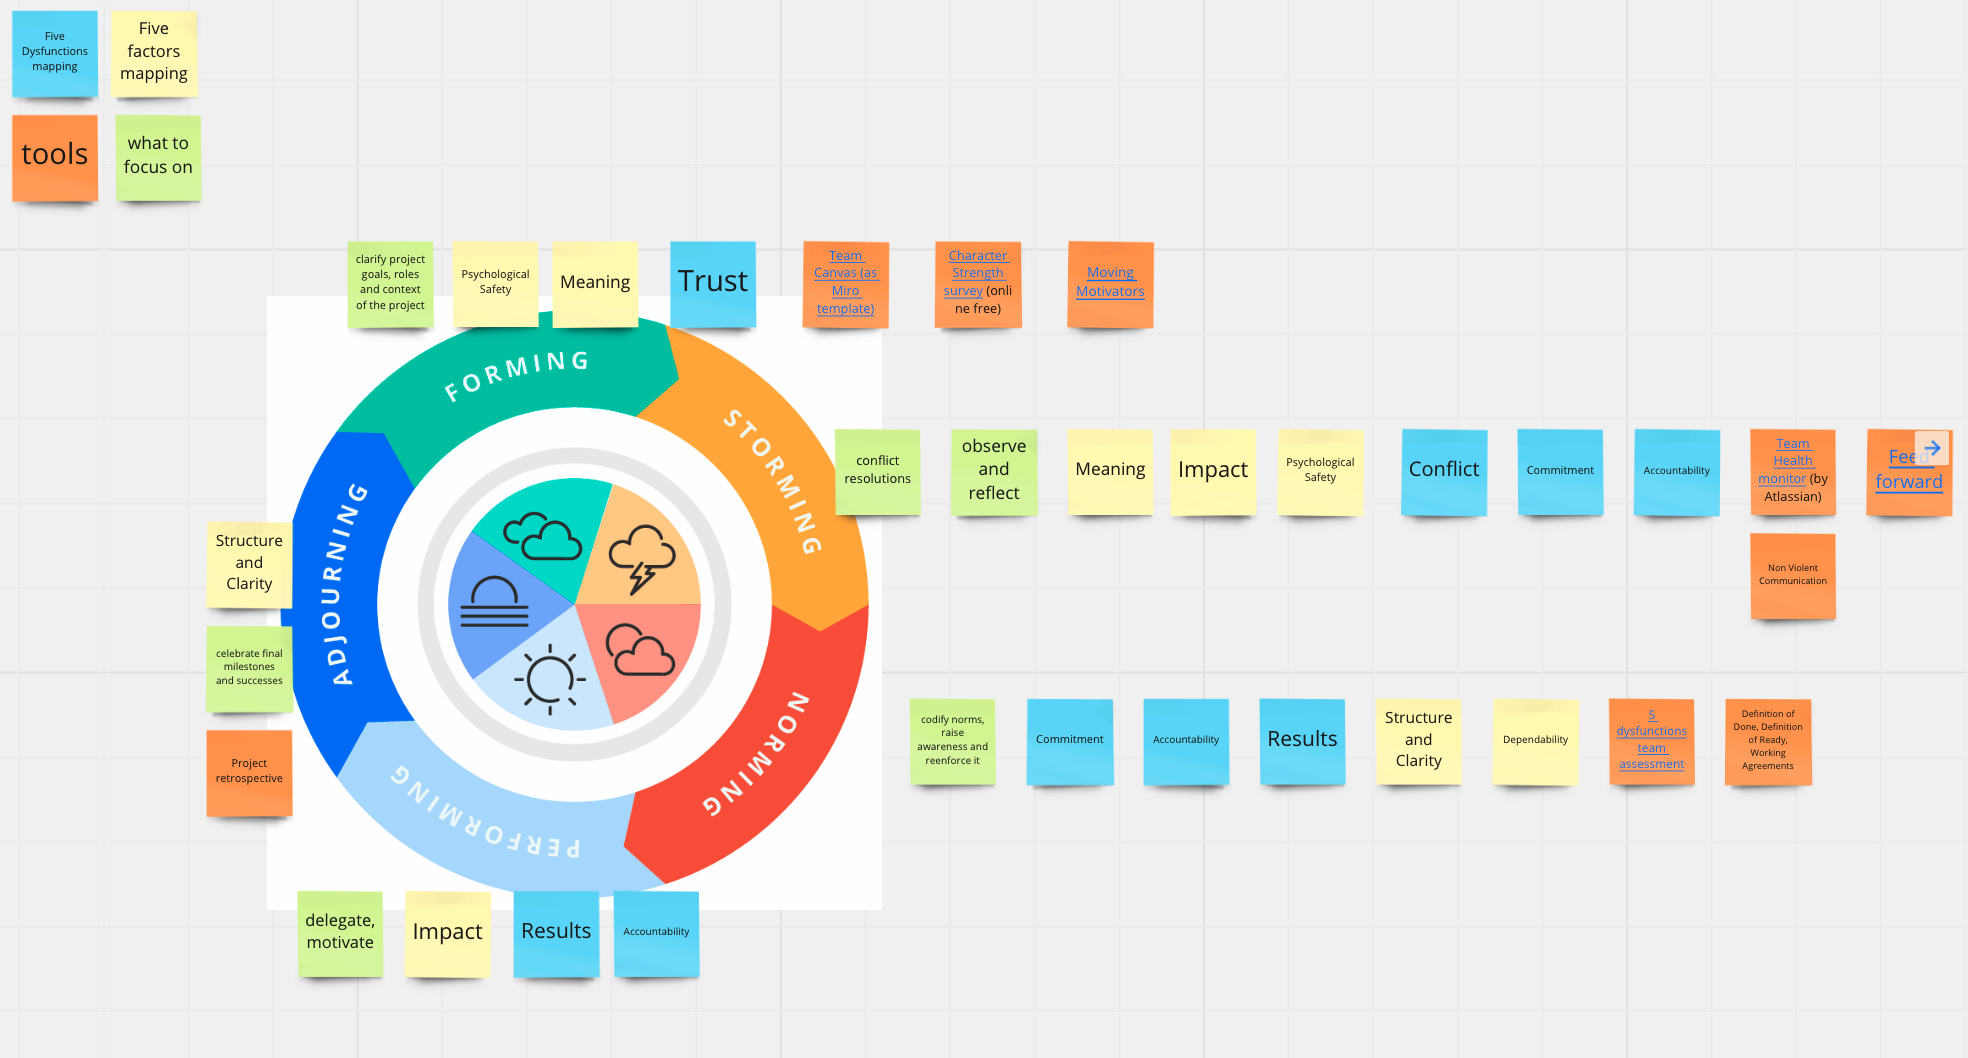 Five
Dysfunctions
mapping
Five
factors
mapping
tools
what to
focus on
clarify project
goals, roles
and context
of the project
Psychological
Safety
Meaning
Trust
Team
Canvas (as
Miro
template)
Character
Strength
survey (onli
ne free)
Moving
Motivators
FORMING
STORMING
NORMING
PERFORMING
ADJOURNING
conflict
resolutions
observe
and
reflect
Meaning
Impact
Psychological
Safety
Conflict
Commitment
Accountability
Team
Health
monitor (by
Atlassian)
Feed
forward
Non Violent
Communication
Structure
and
Clarity
celebrate final
milestones
and successes
Project
retrospective
codify norms,
raise
awareness and
reenforce it
Commitment
Accountability
Results
Structure
and
Clarity
Dependability
5
dysfunctions
team
assessment
Definition of
Done, Definition
of Ready,
Working
Agreements
delegate,
motivate
Impact
Results
Accountability